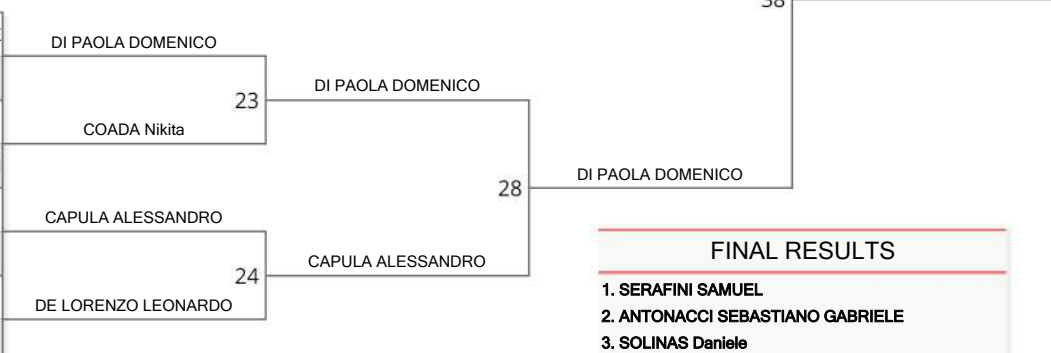 38
DI PAOLA DOMENICO
DI PAOLA DOMENICO
23
COADA Nikita
DI PAOLA DOMENICO
28
CAPULA ALESSANDRO
FINAL RESULTS
CAPULA ALESSANDRO
24
DE LORENZO LEONARDO
1. SERAFINI SAMUEL
2. ANTONACCI SEBASTIANO GABRIELE
3. SOLINAS Daniele